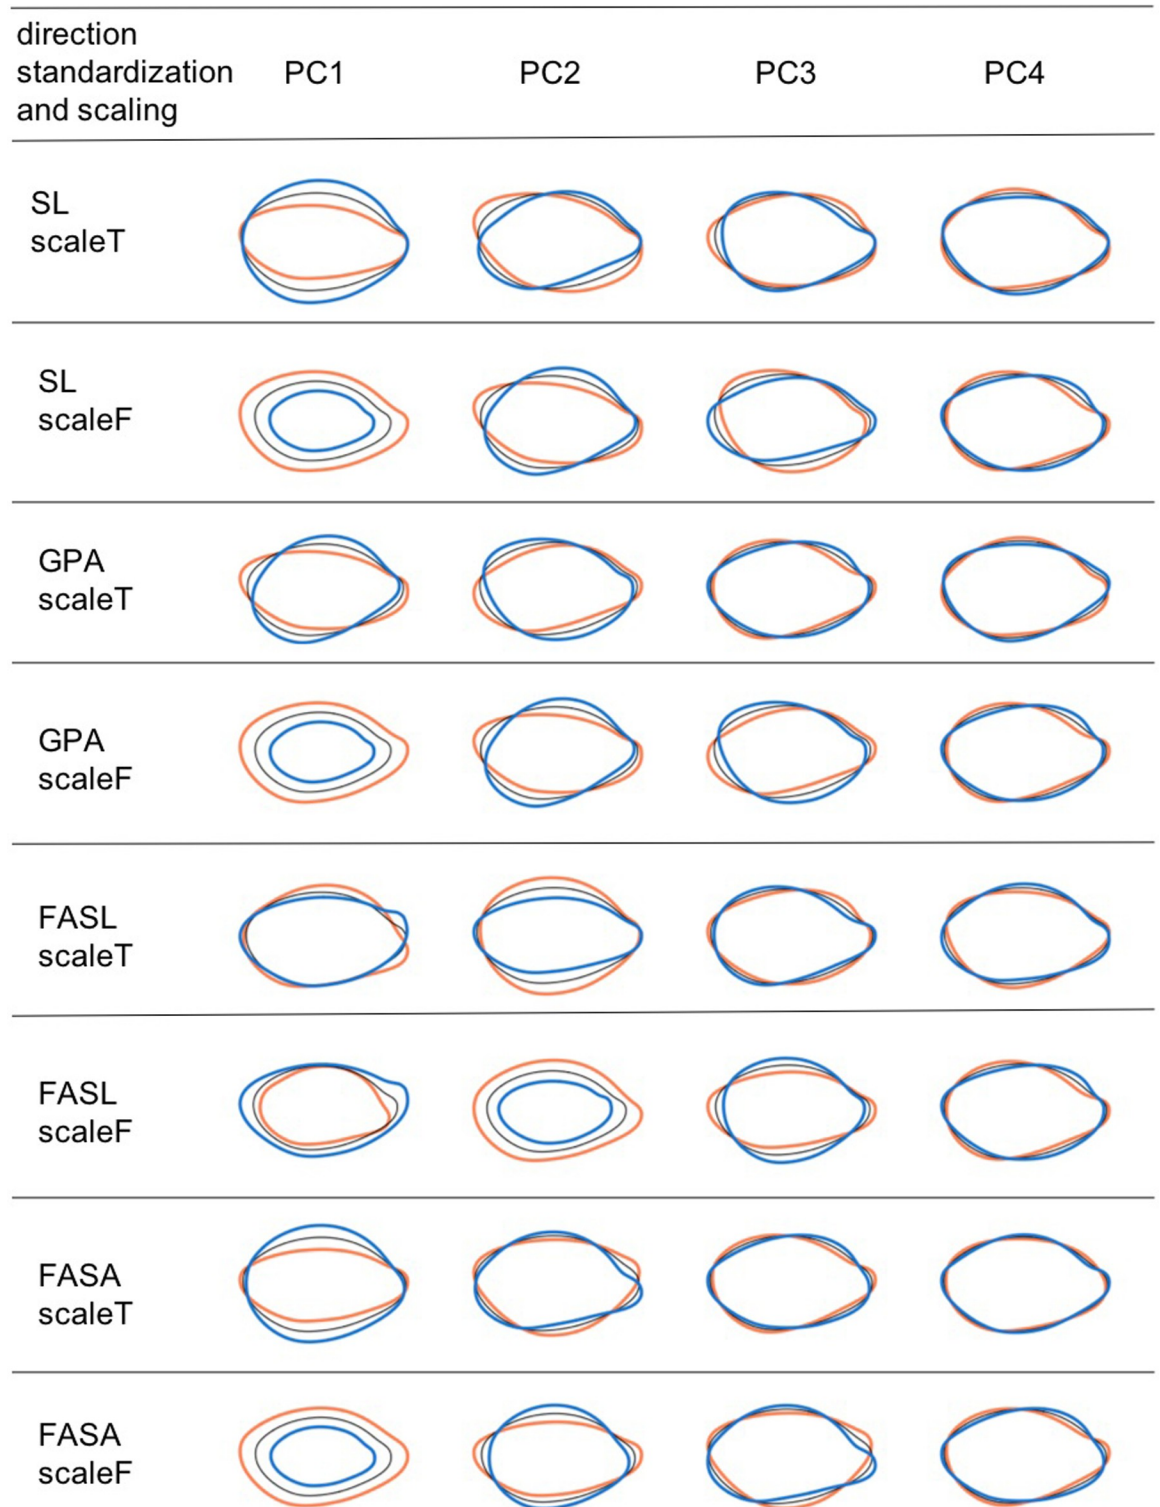 direction
standardization
and scaling
PC1
PC2
PC3
PC4
SL
scaleT
SL
scaleF
GPA
scaleT
GPA
scaleF
FASL
scaleT
FASL
scaleF
FASA
scaleT
FASA
scaleF